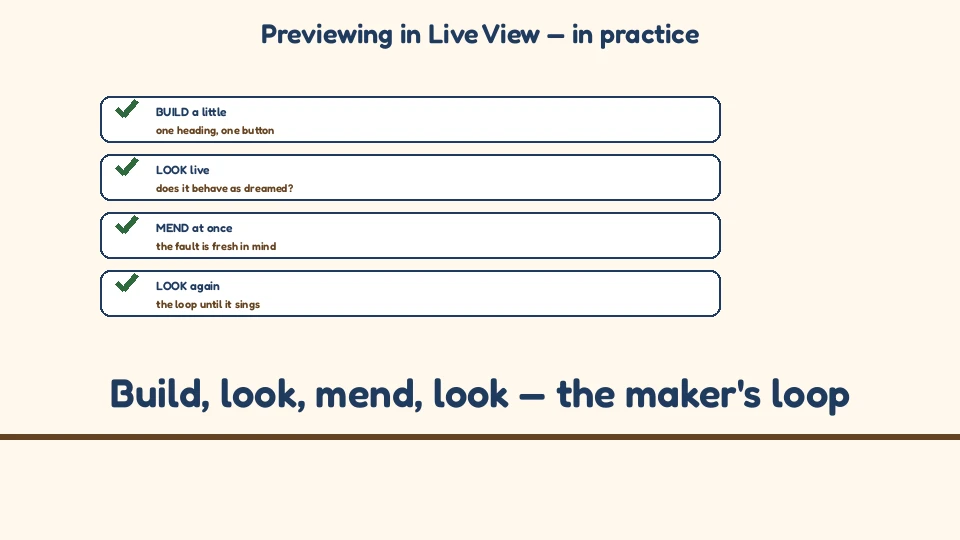 Previewing in Live View — in practice
BUILD a little
one heading, one button
LOOK live
does it behave as dreamed?
MEND at once
the fault is fresh in mind
LOOK again
the loop until it sings
Build, look, mend, look — the maker's loop